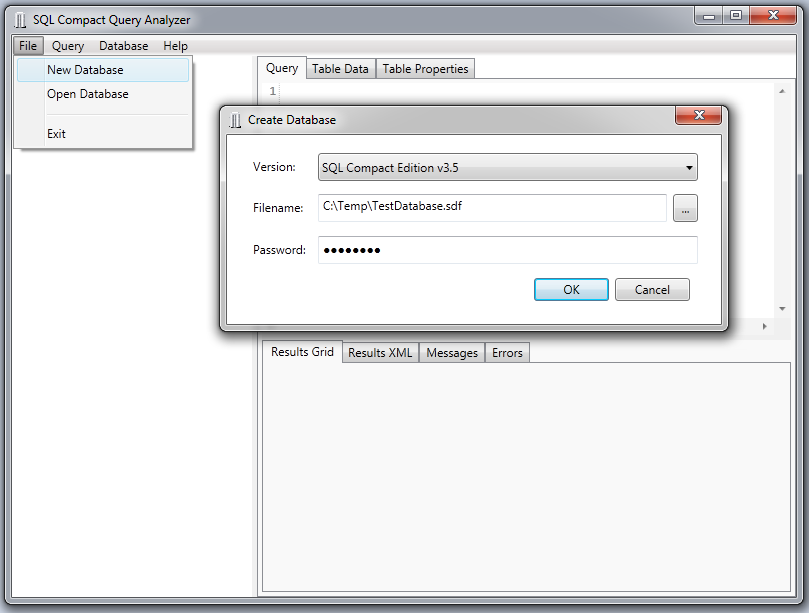 SQL Compact Query Analyzer
File Query Database Help
New Database
Open Database
Exit
Query Table Data Table Properties
1
Create Database
Version: SQL Compact Edition v3.5
Filename: C:\Temp\TestDatabase.sdf ...
Password: ●●●●●●●●
OK Cancel
Results Grid Results XML Messages Errors